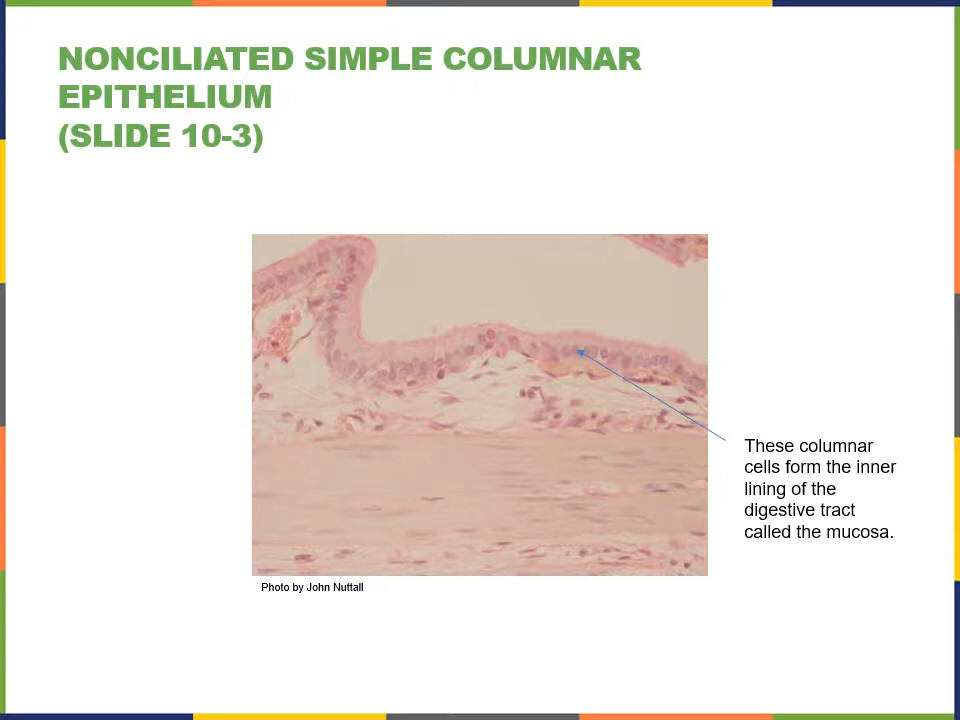 NONCILIATED SIMPLE COLUMNAR
EPITHELIUM
(SLIDE 10-3)
These columnar
cells form the inner
lining of the
digestive tract
called the mucosa.
Photo by John Nuttall